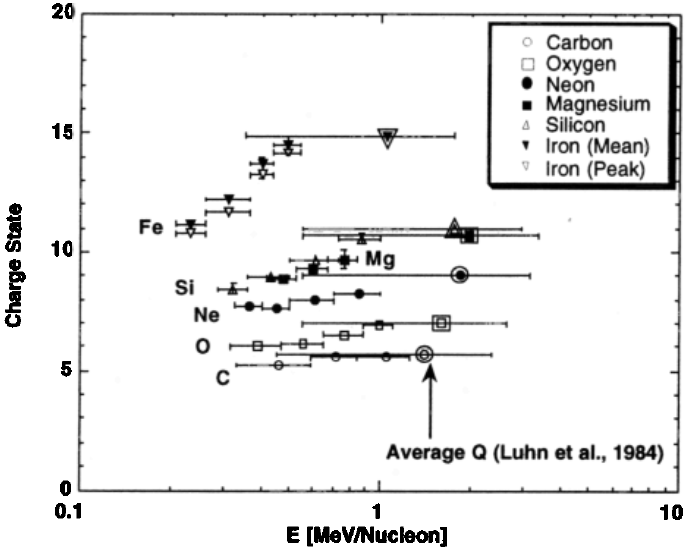 20
15
10
5
0
Charge State
Carbon
Oxygen
Neon
Magnesium
Silicon
Iron (Mean)
Iron (Peak)
Fe
Mg
Si
Ne
O
C
Average Q (Luhn et al., 1984)
0.1
1
10
E [MeV/Nucleon]